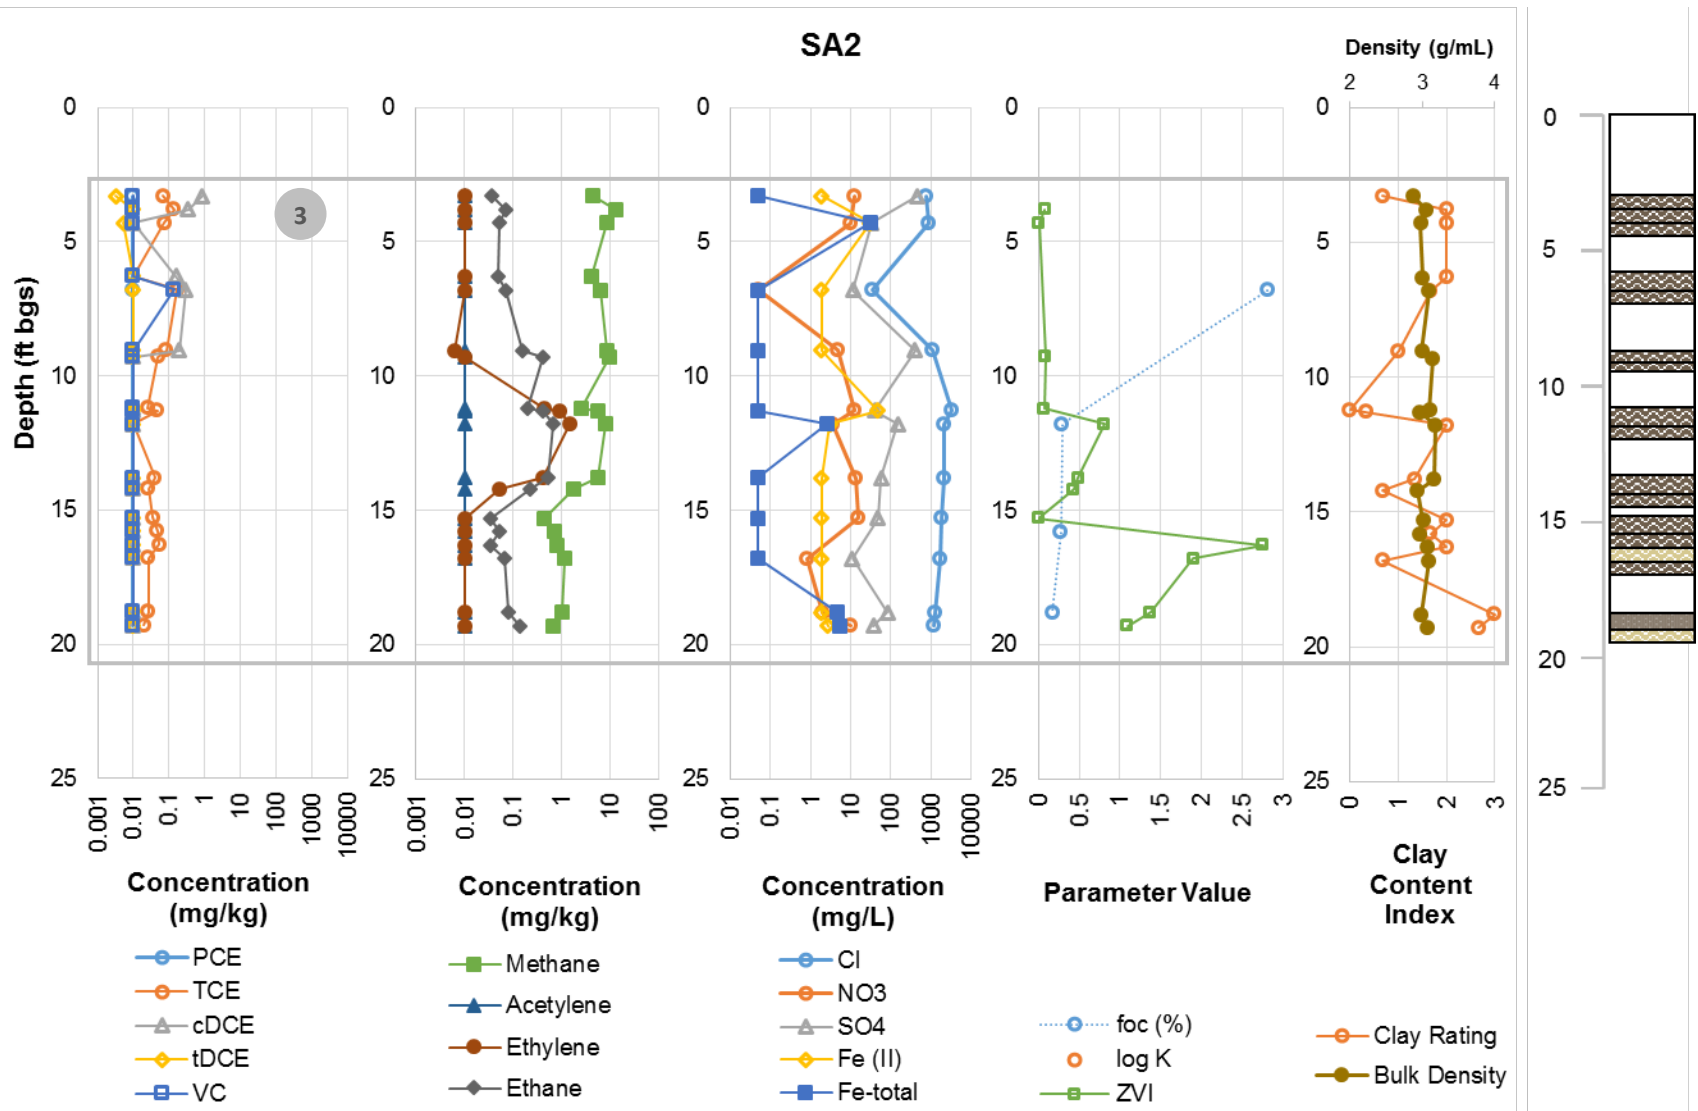 SA2
Density (g/mL)
2 3 4
0 0 0 0 0 0
3
5 5 5 5 5 5
10 10 10 10 10 10
15 15 15 15 15 15
20 20 20 20 20 20
25 25 25 25 25 25
Depth (ft bgs)
0.001 0.01 0.1 1 10 100 1000 10000
0.001 0.01 0.1 1 10 100
0.01 0.1 1 10 100 1000 10000
0 0.5 1 1.5 2 2.5 3
0 1 2 3
Concentration
(mg/kg)
PCE
TCE
cDCE
tDCE
VC
Concentration
(mg/kg)
Methane
Acetylene
Ethylene
Ethane
Concentration
(mg/L)
Cl
NO3
SO4
Fe (II)
Fe-total
Parameter Value
foc (%)
log K
ZVI
Clay
Content
Index
Clay Rating
Bulk Density